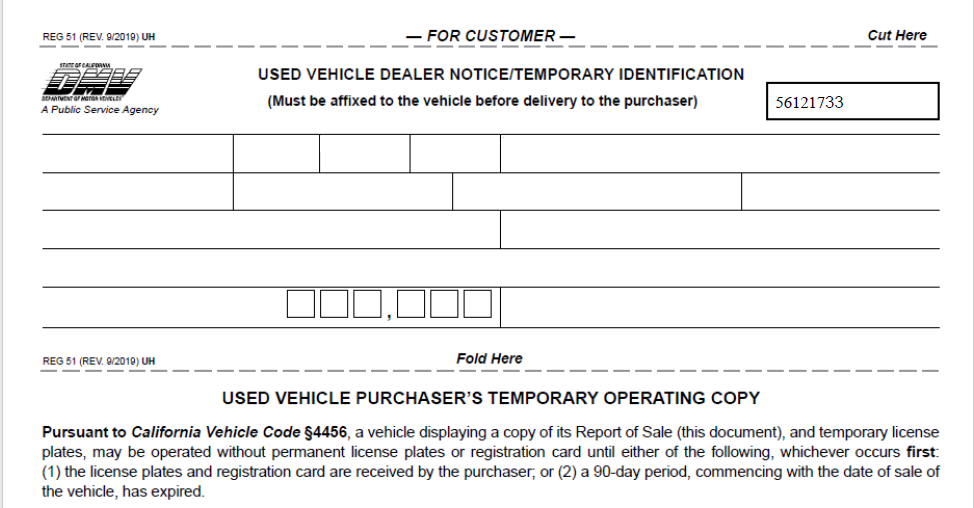 REG 51 (REV. 9/2019) UH
— FOR CUSTOMER —
Cut Here
STATE OF CALIFORNIA
DMV
DEPARTMENT OF MOTOR VEHICLES
A Public Service Agency
USED VEHICLE DEALER NOTICE/TEMPORARY IDENTIFICATION
(Must be affixed to the vehicle before delivery to the purchaser)
56121733
,
REG 51 (REV. 9/2019) UH
Fold Here
USED VEHICLE PURCHASER'S TEMPORARY OPERATING COPY
Pursuant to California Vehicle Code §4456, a vehicle displaying a copy of its Report of Sale (this document), and temporary license
plates, may be operated without permanent license plates or registration card until either of the following, whichever occurs first:
(1) the license plates and registration card are received by the purchaser; or (2) a 90-day period, commencing with the date of sale of
the vehicle, has expired.